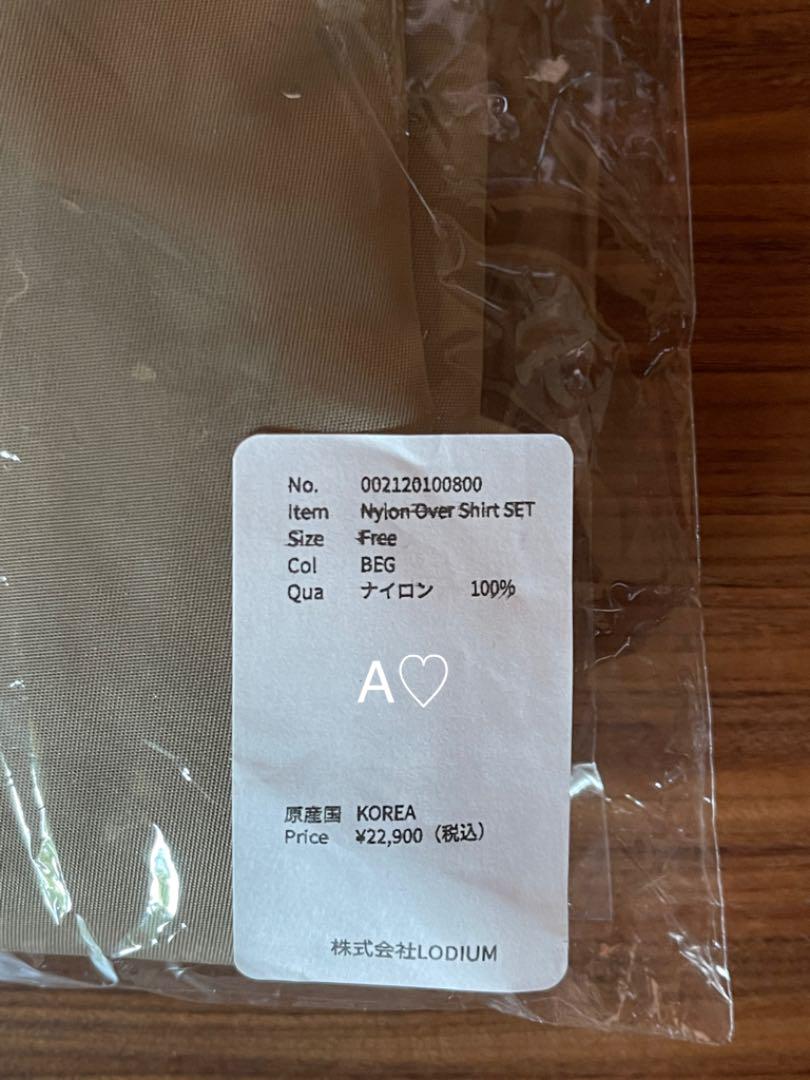 No. 002120100800
Item Nylon Over Shirt SET
Size Free
Col BEG
Qua ナイロン 100%
A♡
原産国 KOREA
Price ¥22,900（税込）
株式会社LODIUM